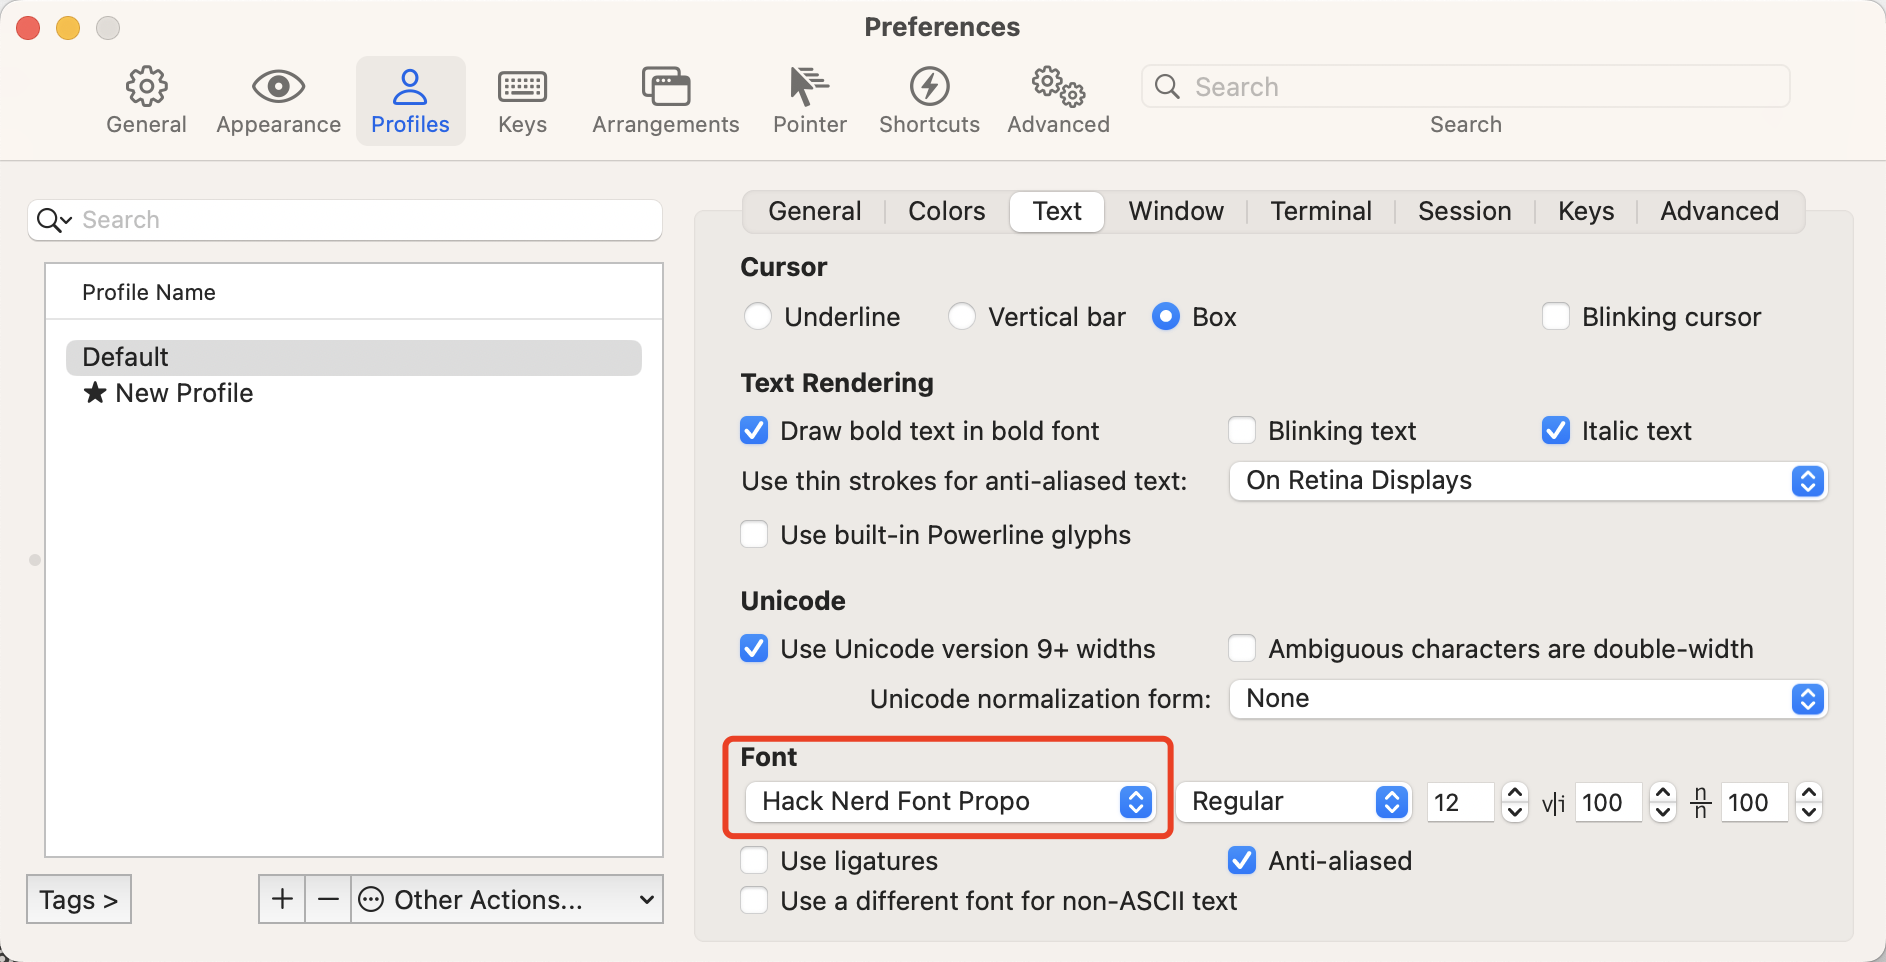 Preferences
General Appearance Profiles Keys Arrangements Pointer Shortcuts Advanced Search
Search
Search
Profile Name
Default
★ New Profile
Tags >
+ − Other Actions...
General Colors Text Window Terminal Session Keys Advanced
Cursor
Underline Vertical bar Box Blinking cursor
Text Rendering
Draw bold text in bold font Blinking text Italic text
Use thin strokes for anti-aliased text: On Retina Displays
Use built-in Powerline glyphs
Unicode
Use Unicode version 9+ widths Ambiguous characters are double-width
Unicode normalization form: None
Font
Hack Nerd Font Propo Regular 12 v|i 100 n/n 100
Use ligatures Anti-aliased
Use a different font for non-ASCII text